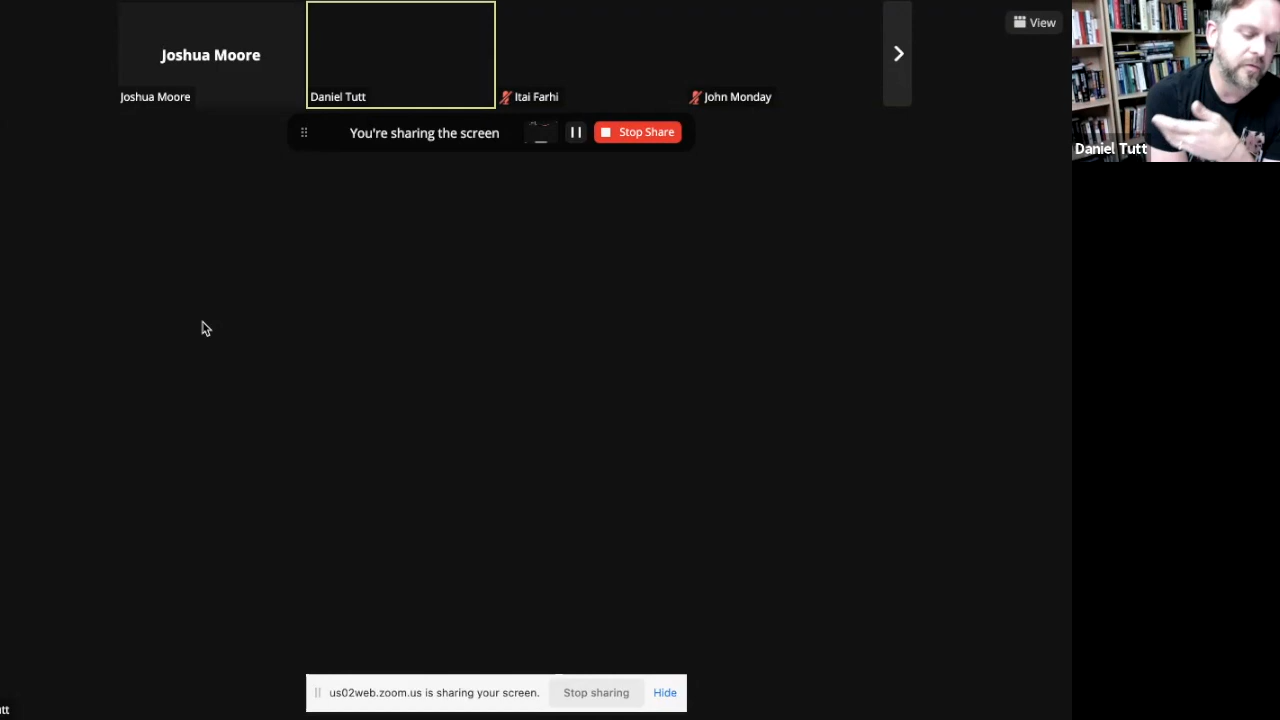 Joshua Moore
View
Joshua Moore
Daniel Tutt
Itai Farhi
John Monday
You're sharing the screen
Stop Share
Daniel Tutt
us02web.zoom.us is sharing your screen.
Stop sharing
Hide
tt